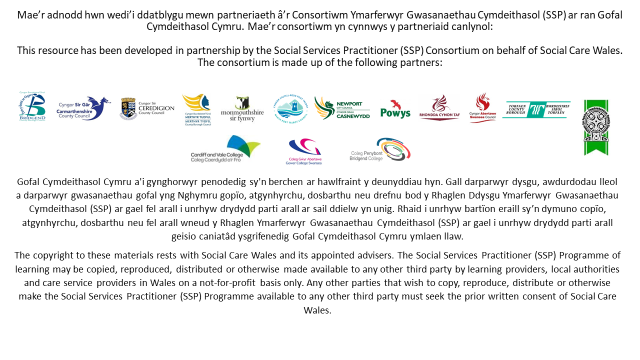 Mae'r adnodd hwn wedi'i ddatblygu mewn partneriaeth â'r Consortiwm Ymarferwyr Gwasanaethau Cymdeithasol (SSP) ar ran Gofal
Cymdeithasol Cymru. Mae'r consortiwm yn cynnwys y partneriaid canlynol:
This resource has been developed in partnership by the Social Services Practitioner (SSP) Consortium on behalf of Social Care Wales.
The consortium is made up of the following partners:
BRIDGEND
Cyngor Sir Gâr
Carmarthenshire
County Council
Cyngor Sir
CEREDIGION
County Council
monmouthshire
sir fynwy
NEWPORT
CITY COUNCIL
CYNGOR DINAS
CASNEWYDD
Powys
RHONDDA CYNON TAF
TORFAEN
COUNTY
BOROUGH
Cardiff and Vale College
Coleg Caerdydd a'r Fro
Coleg Gŵyr Abertawe
Gower College Swansea
Coleg Penybont
Bridgend College
Gofal Cymdeithasol Cymru a'i gynghorwyr penodedig sy'n berchen ar hawlfraint y deunyddiau hyn. Gall darparwyr dysgu, awdurdodau lleol
a darparwyr gwasanaethau gofal yng Nghymru gopïo, atgynhyrchu, dosbarthu neu drefnu bod y Rhaglen Ddysgu Ymarferwyr Gwasanaethau
Cymdeithasol (SSP) ar gael fel arall i unrhyw drydydd parti arall ar sail ddielw yn unig. Rhaid i unrhyw bartïon eraill sy'n dymuno copïo,
atgynhyrchu, dosbarthu neu fel arall wneud y Rhaglen Ymarferwyr Gwasanaethau Cymdeithasol (SSP) ar gael i unrhyw drydydd parti arall
geisio caniatâd ysgrifenedig Gofal Cymdeithasol Cymru ymlaen llaw.
The copyright to these materials rests with Social Care Wales and its appointed advisers. The Social Services Practitioner (SSP) Programme of
learning may be copied, reproduced, distributed or otherwise made available to any other third party by learning providers, local authorities
and care service providers in Wales on a not-for-profit basis only. Any other parties that wish to copy, reproduce, distribute or otherwise
make the Social Services Practitioner (SSP) Programme available to any other third party must seek the prior written consent of Social Care
Wales.